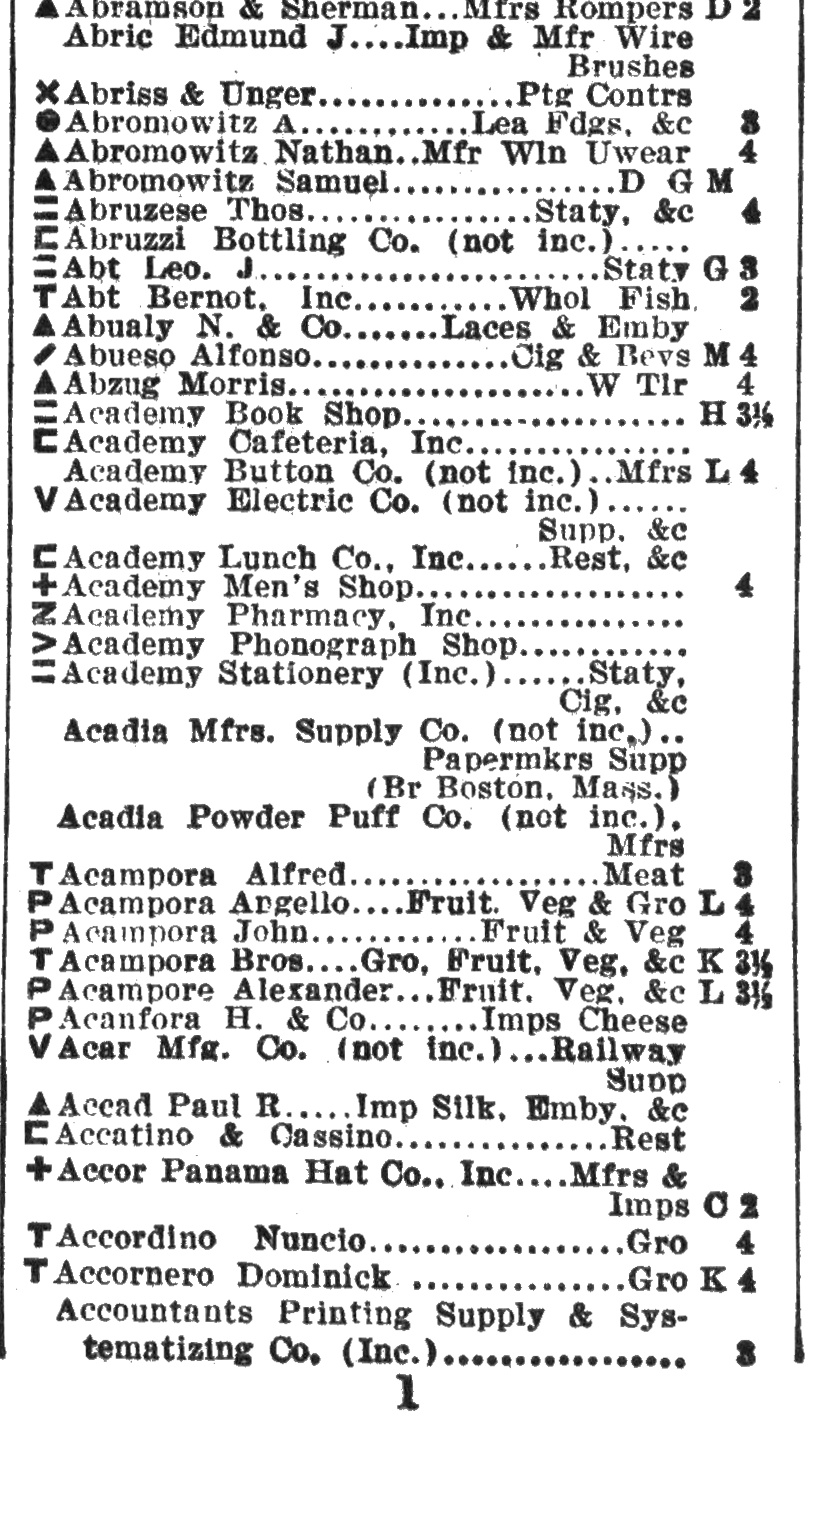 ▲Abramson & Sherman...Mfrs Rompers D 2
Abric Edmund J....Imp & Mfr Wire
Brushes
✕Abriss & Unger..............Ptg Contrs
●Abromowitz A............Lea Fdgs, &c 3
▲Abromowitz Nathan..Mfr Wln Uwear 4
▲Abromowitz Samuel................D G M
=Abruzese Thos................Staty, &c 4
⊏Abruzzi Bottling Co. (not inc.).....
=Abt Leo. J.........................Staty G 3
TAbt Bernot, Inc...........Whol Fish, 2
▲Abualy N. & Co.......Laces & Emby
Abueso Alfonso..............Cig & Bevs M 4
▲Abzug Morris......................W Tlr 4
=Academy Book Shop.................... H 3½
⊏Academy Cafeteria, Inc................
Academy Button Co. (not inc.)..Mfrs L 4
VAcademy Electric Co. (not inc.)......
Supp, &c
⊏Academy Lunch Co., Inc......Rest, &c
+Academy Men's Shop................... 4
ZAcademy Pharmacy, Inc...............
>Academy Phonograph Shop............
=Academy Stationery (Inc.)......Staty,
Cig, &c
Acadia Mfrs. Supply Co. (not inc.)..
Papermkrs Supp
(Br Boston, Mass.)
Acadia Powder Puff Co. (not inc.).
Mfrs
TAcampora Alfred..................Meat 3
PAcampora Angello....Fruit, Veg & Gro L 4
PAcampora John............Fruit & Veg 4
TAcampora Bros....Gro, Fruit, Veg, &c K 3½
PAcampore Alexander...Fruit, Veg, &c L 3½
PAcanfora H. & Co........Imps Cheese
VAcar Mfg. Co. (not inc.)...Railway
Supp
▲Accad Paul R.....Imp Silk, Emby, &c
⊏Accatino & Cassino...............Rest
+Accor Panama Hat Co., Inc....Mfrs &
Imps C 2
TAccordino Nuncio..................Gro 4
TAccornero Dominick ...............Gro K 4
Accountants Printing Supply & Sys-
tematizing Co. (Inc.)................. 3
1